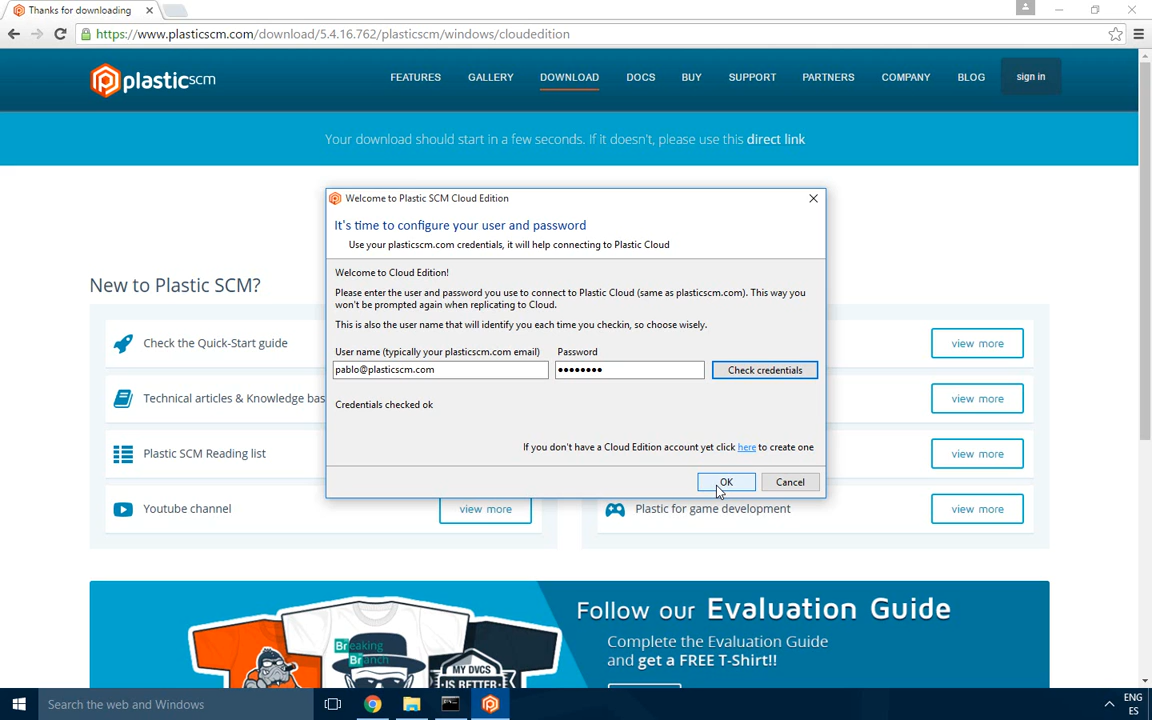 Thanks for downloading
https://www.plasticscm.com/download/5.4.16.762/plasticscm/windows/cloudedition
plasticscm
FEATURES GALLERY DOWNLOAD DOCS BUY SUPPORT PARTNERS COMPANY BLOG sign in
Your download should start in a few seconds. If it doesn't, please use this direct link
Welcome to Plastic SCM Cloud Edition
It's time to configure your user and password
Use your plasticscm.com credentials, it will help connecting to Plastic Cloud
Welcome to Cloud Edition!
Please enter the user and password you use to connect to Plastic Cloud (same as plasticscm.com). This way you
won't be prompted again when replicating to Cloud.
This is also the user name that will identify you each time you checkin, so choose wisely.
User name (typically your plasticscm.com email) Password
pablo@plasticscm.com ●●●●●●●● Check credentials
Credentials checked ok
If you don't have a Cloud Edition account yet click here to create one
OK Cancel
New to Plastic SCM?
Check the Quick-Start guide
view more
Technical articles & Knowledge bas
view more
Plastic SCM Reading list
view more
Youtube channel view more
Plastic for game development view more
Breaking
Branch
MY DVCS
IS BETTER
Follow our Evaluation Guide
Complete the Evaluation Guide
and get a FREE T-Shirt!!
Search the web and Windows
ENG
ES